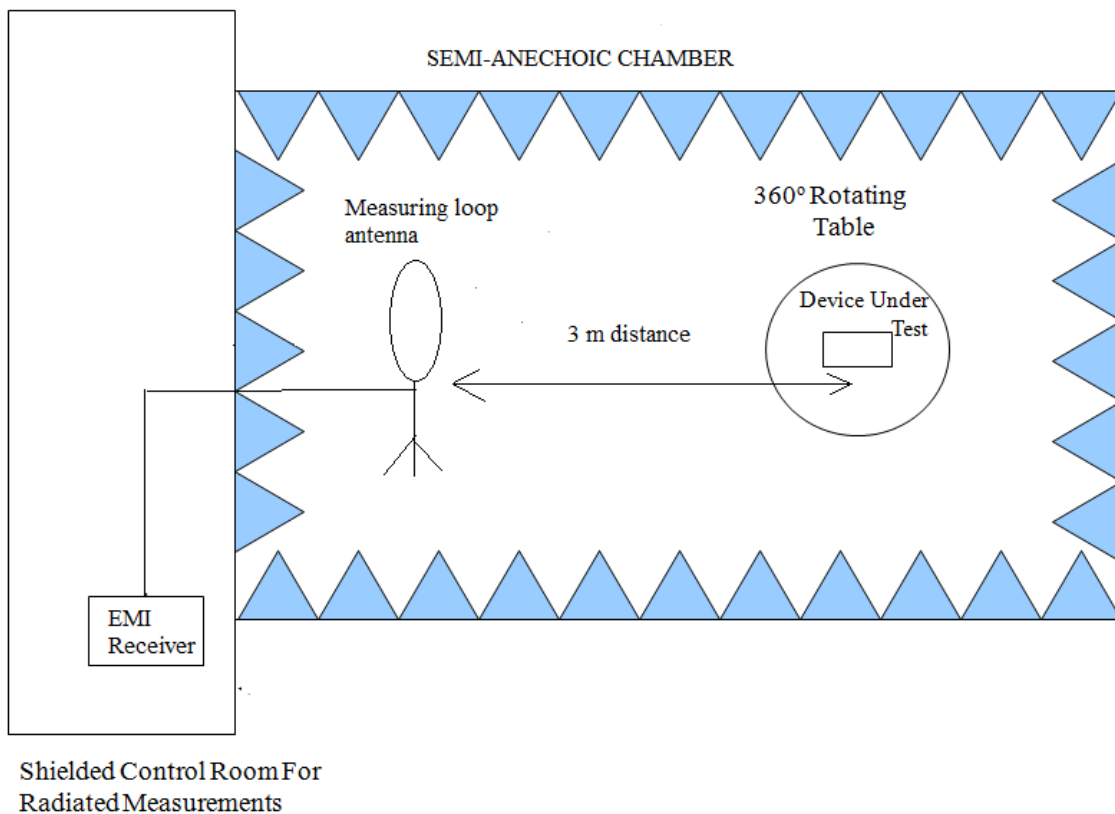 SEMI-ANECHOIC CHAMBER
360° Rotating
Table
Measuring loop
antenna
Device Under
Test
3 m distance
EMI
Receiver
Shielded Control Room For
Radiated Measurements